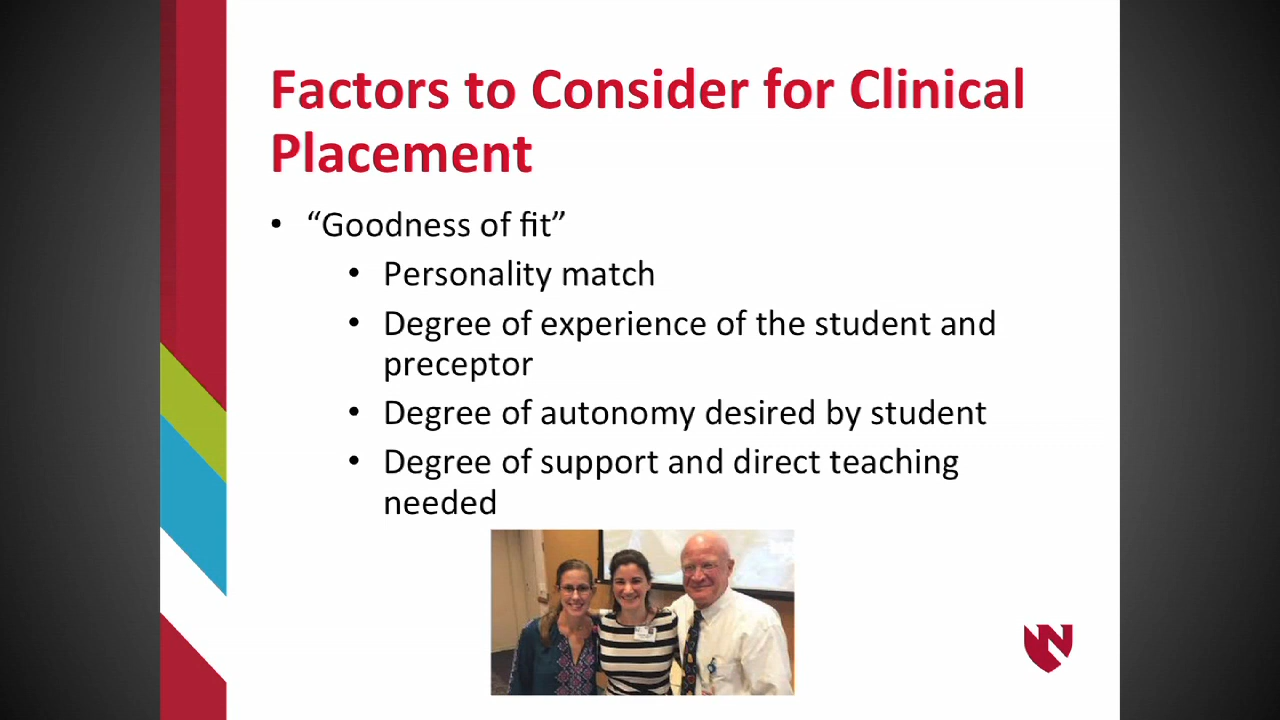 Factors to Consider for Clinical
Placement
• “Goodness of fit”
• Personality match
• Degree of experience of the student and
preceptor
• Degree of autonomy desired by student
• Degree of support and direct teaching
needed